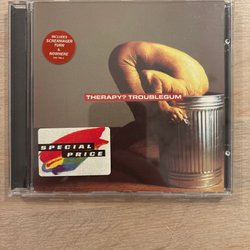 INCLUDES
SCREAMAGER
TURN
&
NOWHERE
THERAPY? TROUBLEGUM
SPECIAL
PRICE